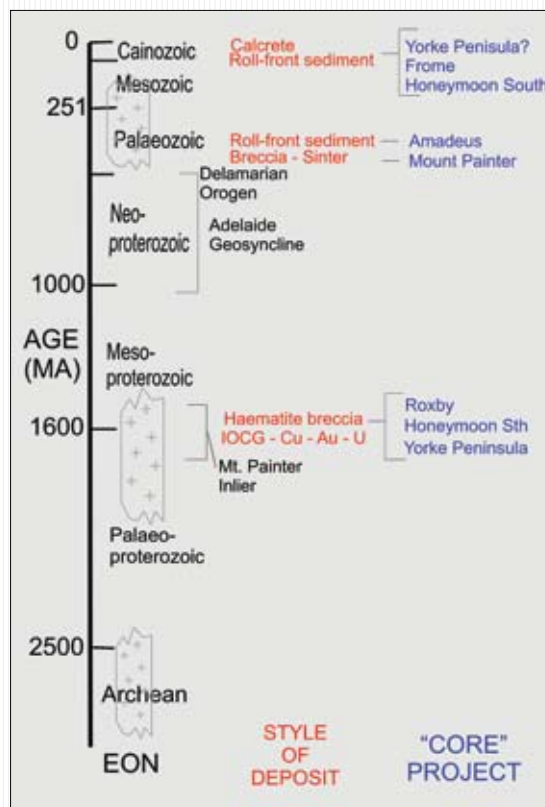 0
Cainozoic
Calcrete
Roll-front sediment
Yorke Penisula?
Frome
Honeymoon South
Mesozoic
251
Palaeozoic
Roll-front sediment
Breccia - Sinter
Amadeus
Mount Painter
Delamarian
Orogen
Neo-
proterozoic
Adelaide
Geosyncline
1000
AGE
(MA)
Meso-
proterozoic
1600
Haematite breccia
IOCG - Cu - Au - U
Roxby
Honeymoon Sth
Yorke Peninsula
Mt. Painter
Inlier
Palaeo-
proterozoic
2500
Archean
EON
STYLE
OF
DEPOSIT
"CORE"
PROJECT